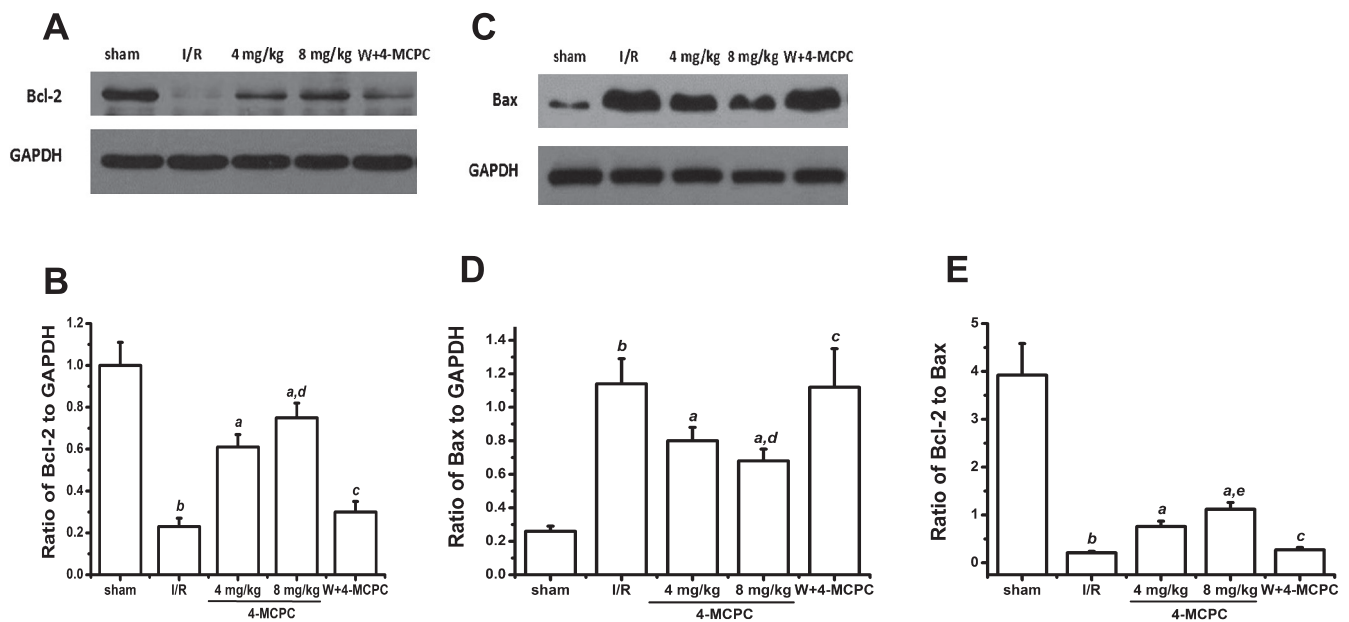 A
sham I/R 4 mg/kg 8 mg/kg W+4-MCPC
Bcl-2
GAPDH
C
sham I/R 4 mg/kg 8 mg/kg W+4-MCPC
Bax
GAPDH
B
Ratio of Bcl-2 to GAPDH
1.2
1.0
0.8
0.6
0.4
0.2
0.0
b
a
a,d
c
sham I/R 4 mg/kg 8 mg/kg W+4-MCPC
4-MCPC
D
Ratio of Bax to GAPDH
1.4
1.2
1.0
0.8
0.6
0.4
0.2
0.0
b
a
a,d
c
sham I/R 4 mg/kg 8 mg/kg W+4-MCPC
4-MCPC
E
Ratio of Bcl-2 to Bax
5
4
3
2
1
0
b
a
a,e
c
sham I/R 4 mg/kg 8 mg/kg W+4-MCPC
4-MCPC